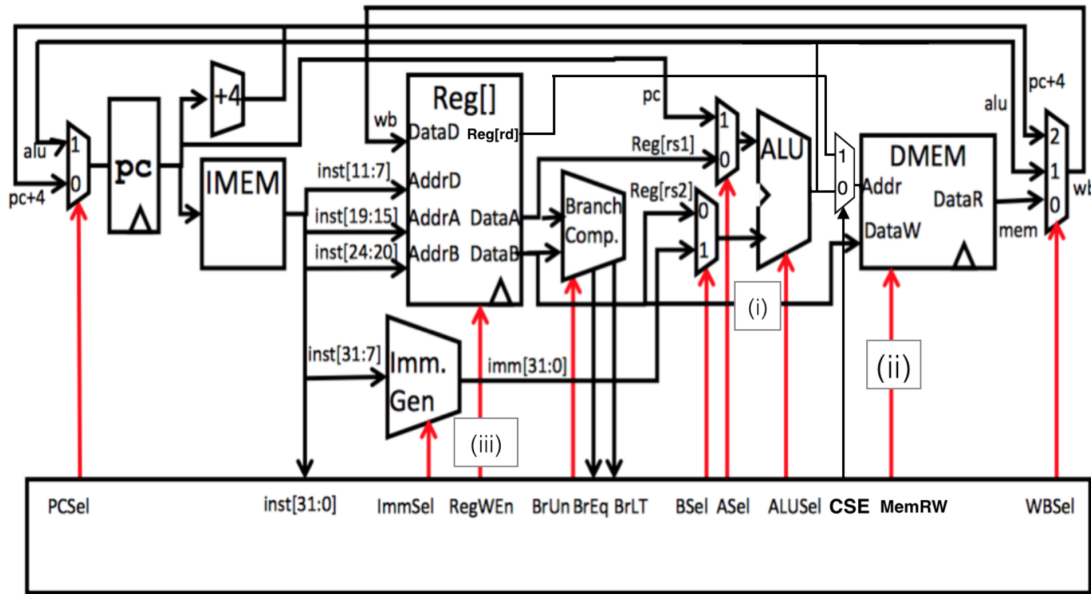 wb
pc+4
alu
pc
+4
Reg[]
wb
DataD Reg[rd]
1
0
alu
pc+4
pc
IMEM
inst[11:7]
AddrD
inst[19:15]
AddrA DataA
inst[24:20]
AddrB DataB
Branch
Comp.
Reg[rs1]
Reg[rs2]
1
0
0
1
ALU
1
0
DMEM
Addr
DataR
DataW
mem
2
1
0
(i)
(ii)
inst[31:7]
Imm.
Gen
imm[31:0]
(iii)
PCSel
inst[31:0]
ImmSel
RegWEn
BrUn
BrEq
BrLT
BSel
ASel
ALUSel
CSE
MemRW
WBSel